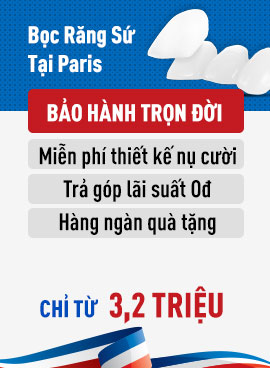 Bọc Răng Sứ
Tại Paris
BẢO HÀNH TRỌN ĐỜI
Miễn phí thiết kế nụ cười
Trả góp lãi suất 0đ
Hàng ngàn quà tặng
CHỈ TỪ 3,2 TRIỆU